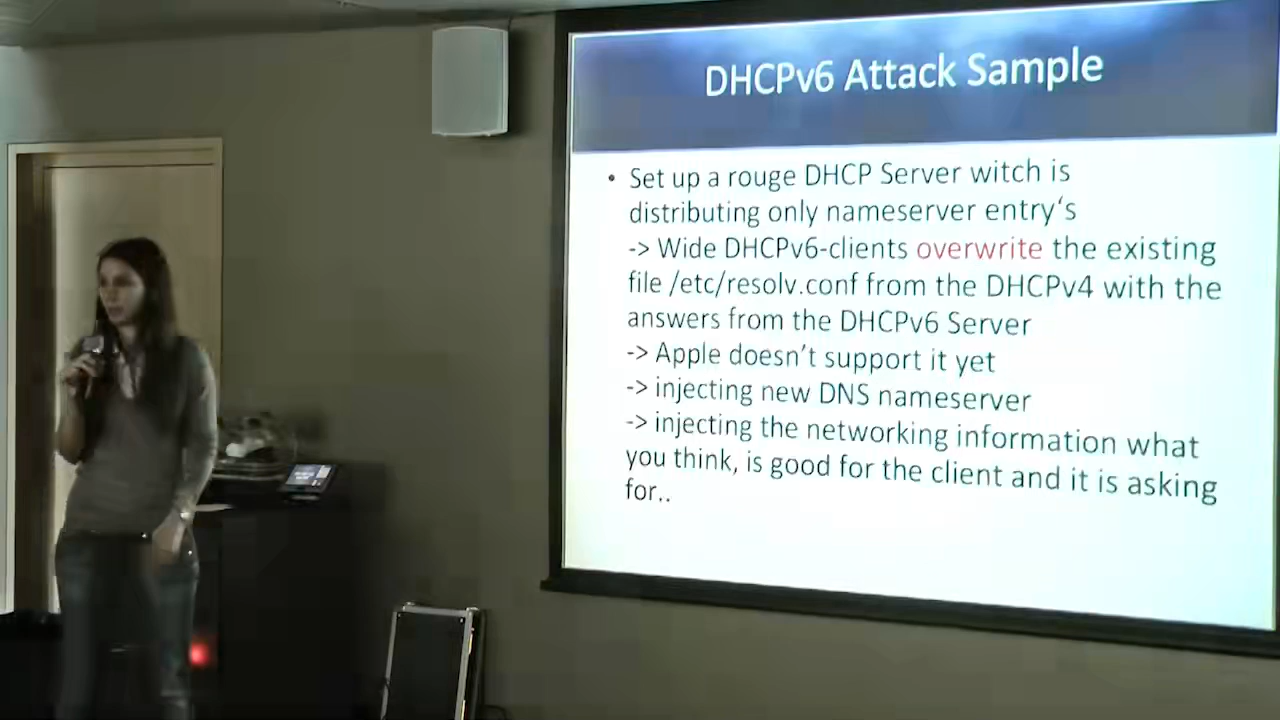 DHCPv6 Attack Sample
• Set up a rouge DHCP Server witch is
distributing only nameserver entry‘s
-> Wide DHCPv6-clients overwrite the existing
file /etc/resolv.conf from the DHCPv4 with the
answers from the DHCPv6 Server
-> Apple doesn’t support it yet
-> injecting new DNS nameserver
-> injecting the networking information what
you think, is good for the client and it is asking
for..